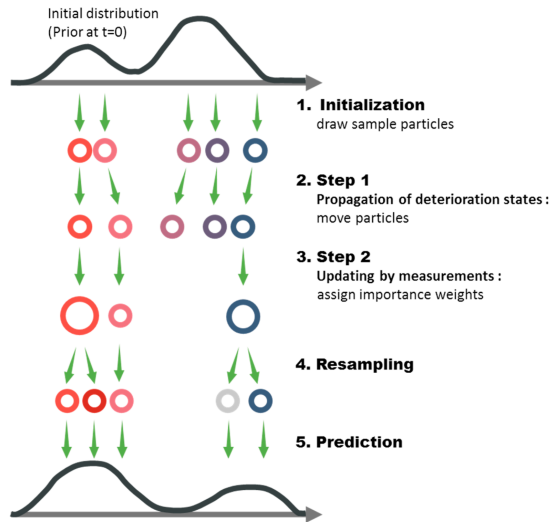 Initial distribution
(Prior at t=0)
1. Initialization
draw sample particles
2. Step 1
Propagation of deterioration states :
move particles
3. Step 2
Updating by measurements :
assign importance weights
4. Resampling
5. Prediction